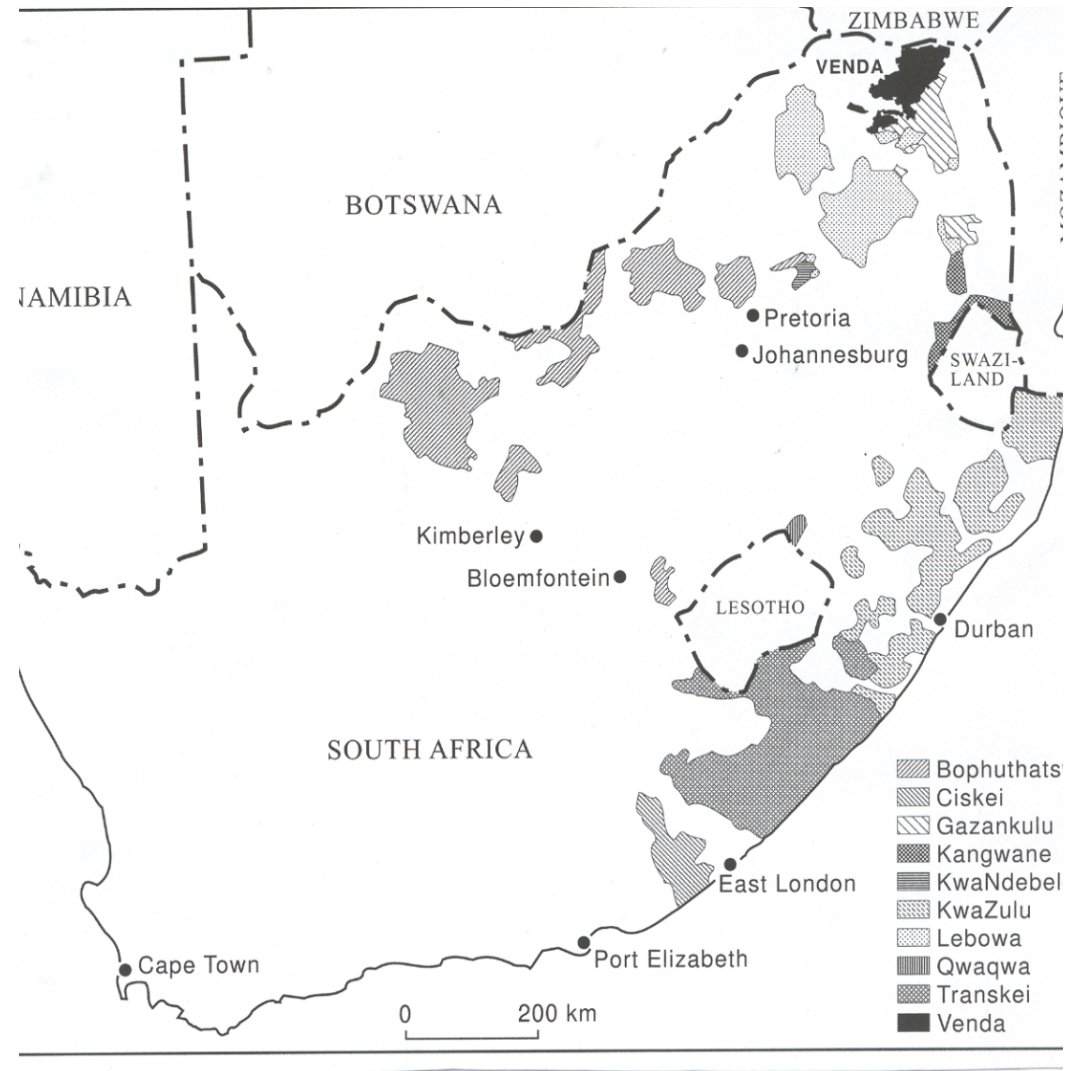 ZIMBABWE
VENDA
BOTSWANA
NAMIBIA
Pretoria
Johannesburg
SWAZI-
LAND
Kimberley
Bloemfontein
LESOTHO
Durban
SOUTH AFRICA
East London
Port Elizabeth
Cape Town
0 200 km
Bophuthats
Ciskei
Gazankulu
Kangwane
KwaNdebel
KwaZulu
Lebowa
Qwaqwa
Transkei
Venda